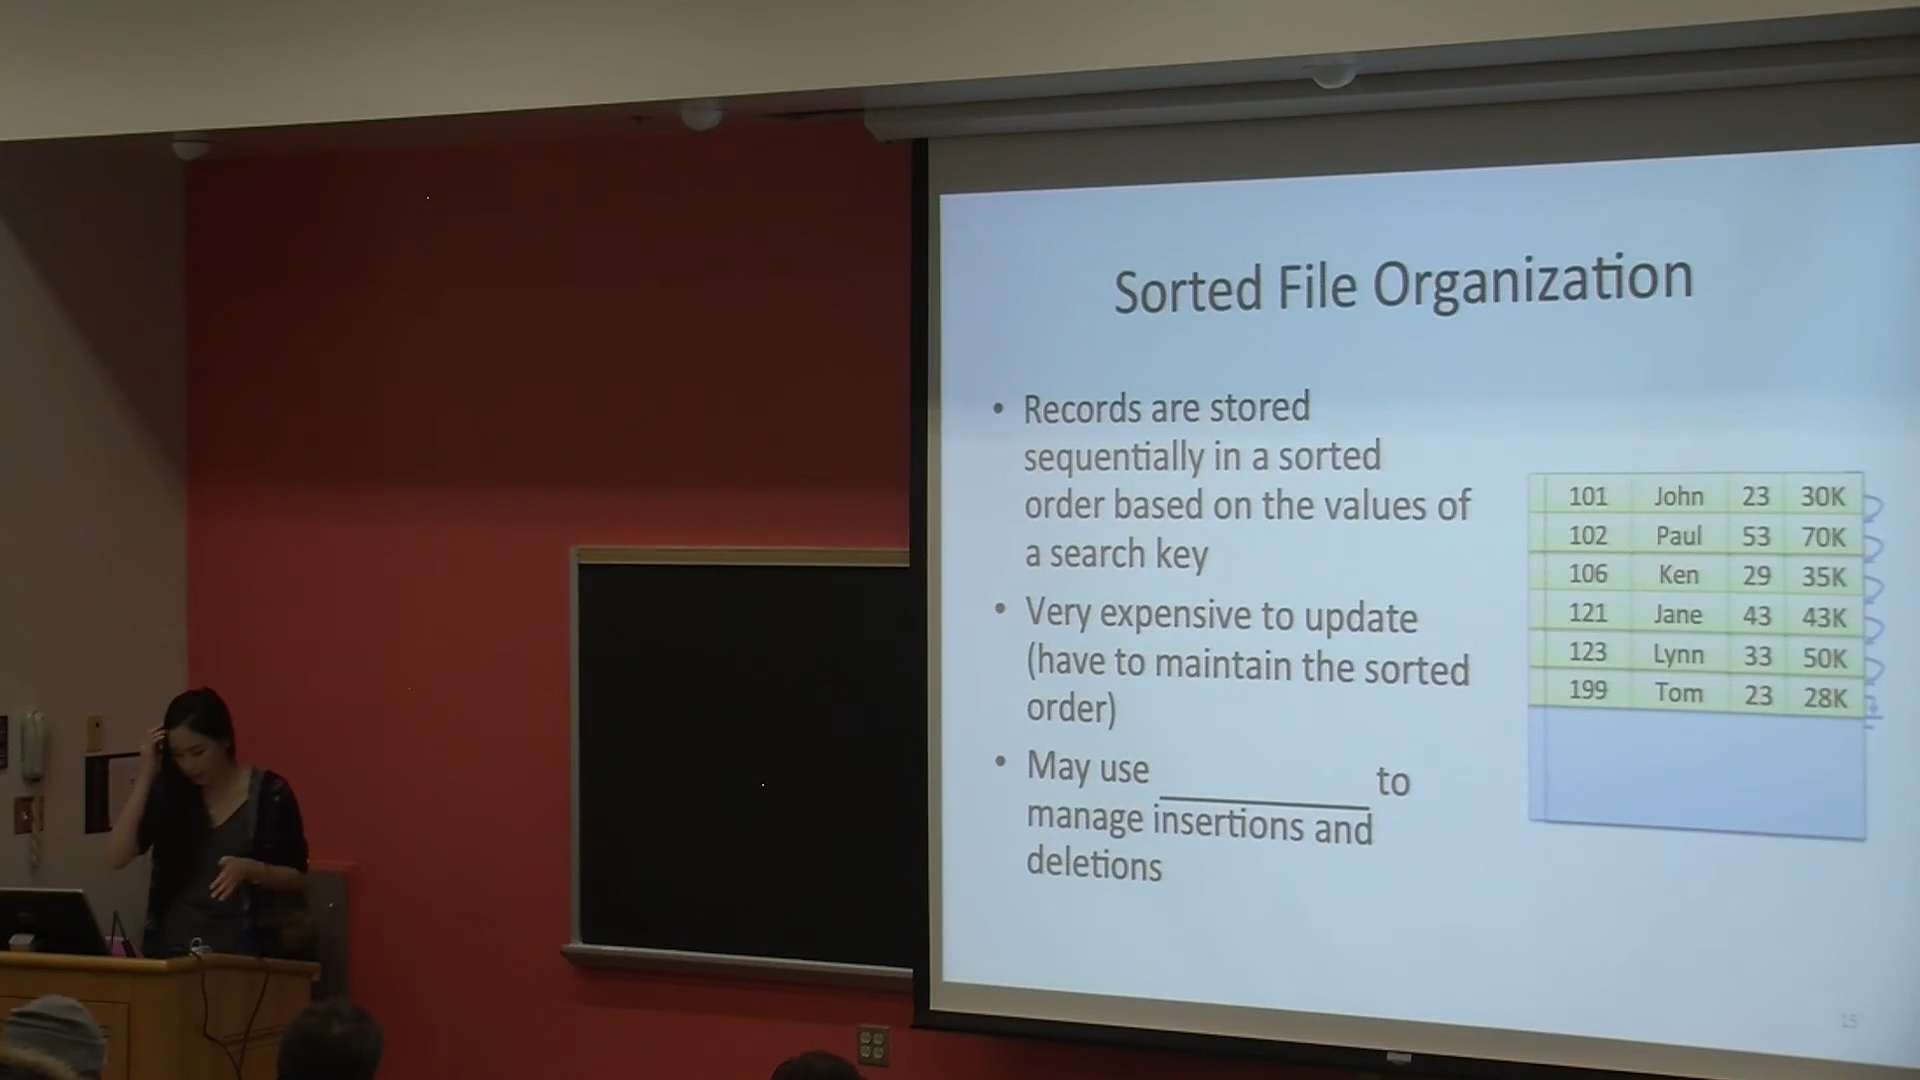 Sorted File Organization
• Records are stored
sequentially in a sorted
order based on the values of
a search key
• Very expensive to update
(have to maintain the sorted
order)
• May use __________ to
manage insertions and
deletions
101 John 23 30K
102 Paul 53 70K
106 Ken 29 35K
121 Jane 43 43K
123 Lynn 33 50K
199 Tom 23 28K
15